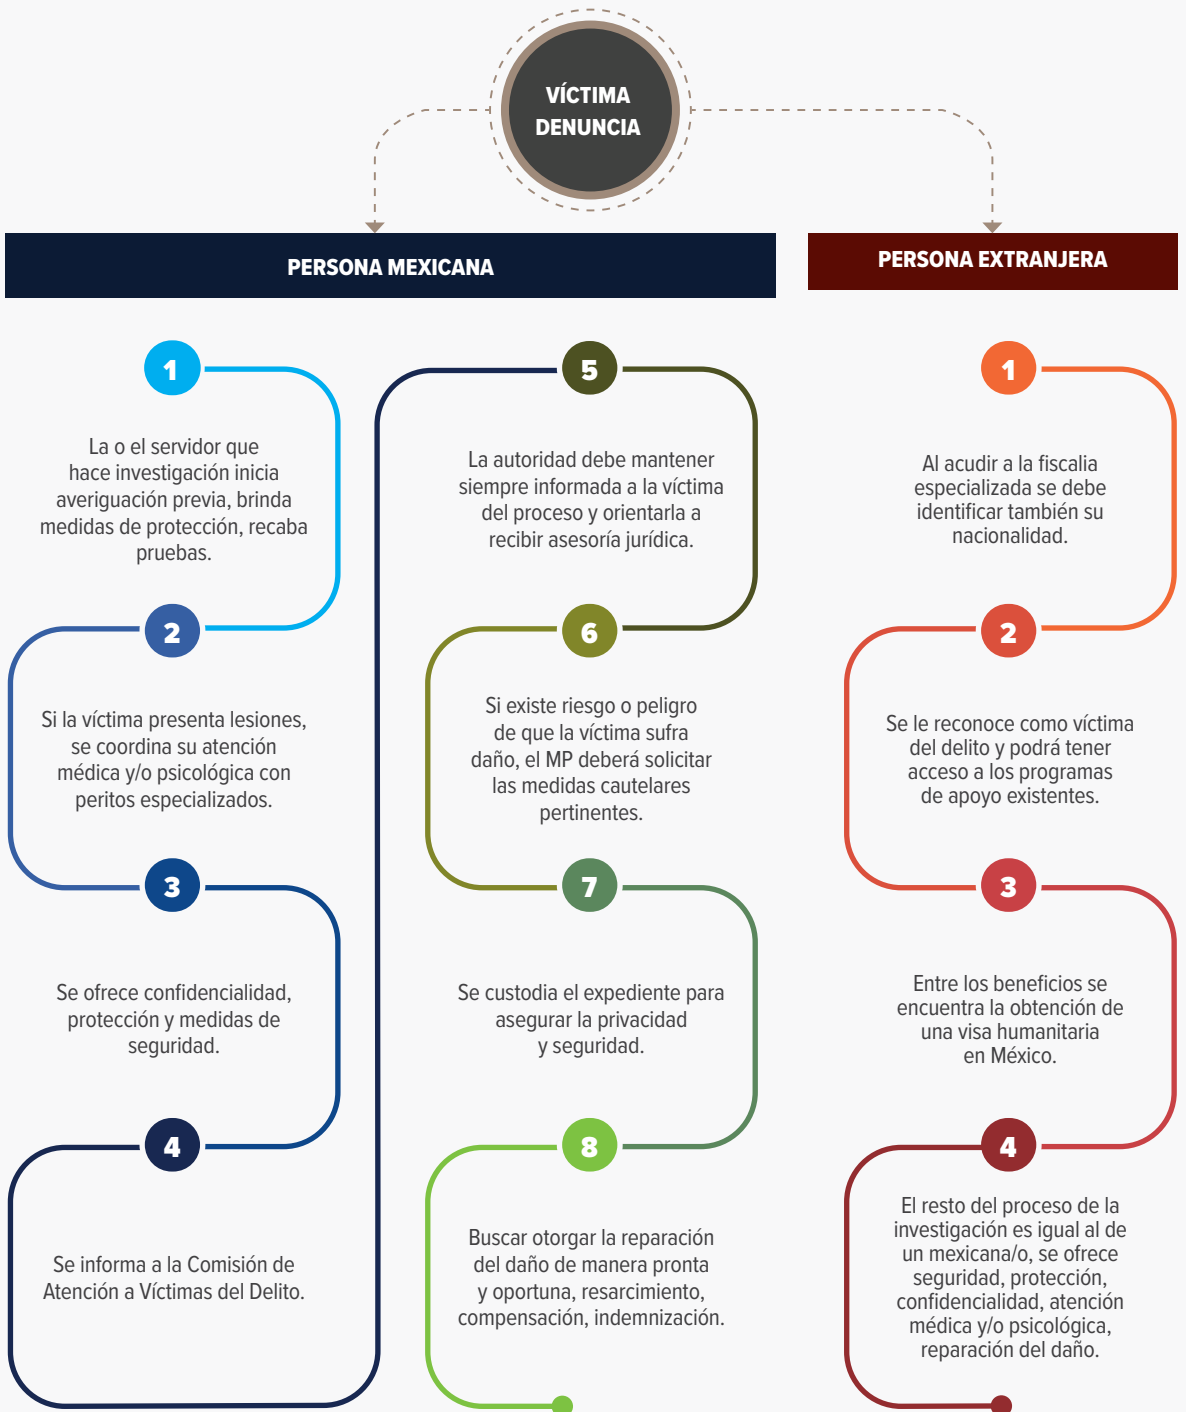 VÍCTIMA
DENUNCIA
PERSONA MEXICANA
1
La o el servidor que
hace investigación inicia
averiguación previa, brinda
medidas de protección, recaba
pruebas.
2
Si la víctima presenta lesiones,
se coordina su atención
médica y/o psicológica con
peritos especializados.
3
Se ofrece confidencialidad,
protección y medidas de
seguridad.
4
Se informa a la Comisión de
Atención a Víctimas del Delito.
5
La autoridad debe mantener
siempre informada a la víctima
del proceso y orientarla a
recibir asesoría jurídica.
6
Si existe riesgo o peligro
de que la víctima sufra
daño, el MP deberá solicitar
las medidas cautelares
pertinentes.
7
Se custodia el expediente para
asegurar la privacidad
y seguridad.
8
Buscar otorgar la reparación
del daño de manera pronta
y oportuna, resarcimiento,
compensación, indemnización.
PERSONA EXTRANJERA
1
Al acudir a la fiscalia
especializada se debe
identificar también su
nacionalidad.
2
Se le reconoce como víctima
del delito y podrá tener
acceso a los programas
de apoyo existentes.
3
Entre los beneficios se
encuentra la obtención de
una visa humanitaria
en México.
4
El resto del proceso de la
investigación es igual al de
un mexicana/o, se ofrece
seguridad, protección,
confidencialidad, atención
médica y/o psicológica,
reparación del daño.